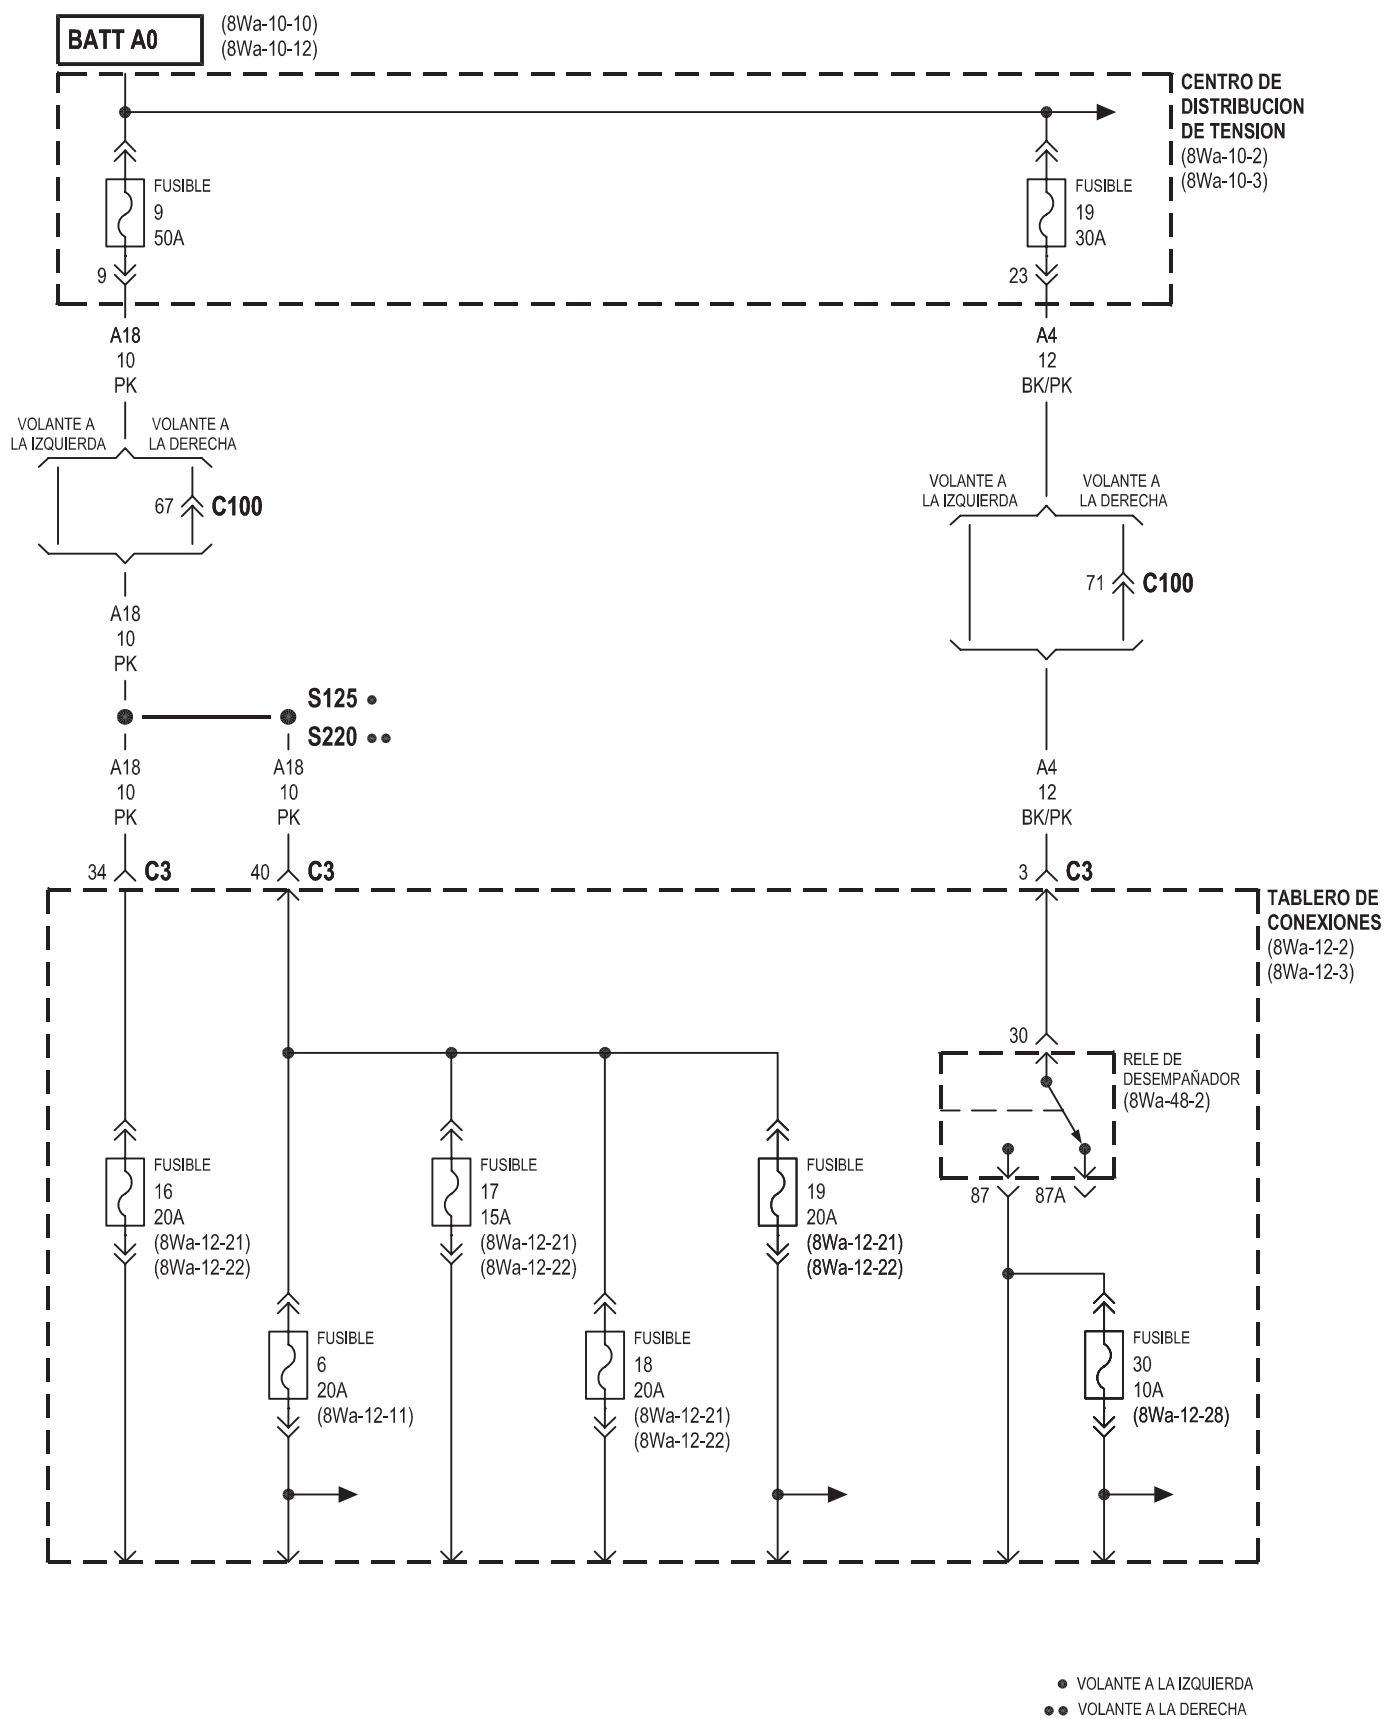 BATT A0
(8Wa-10-10)
(8Wa-10-12)
CENTRO DE
DISTRIBUCION
DE TENSION
(8Wa-10-2)
(8Wa-10-3)
FUSIBLE
9
50A
9
FUSIBLE
19
30A
23
A18
10
PK
A4
12
BK/PK
VOLANTE A
LA IZQUIERDA
VOLANTE A
LA DERECHA
67
C100
VOLANTE A
LA IZQUIERDA
VOLANTE A
LA DERECHA
71
C100
A18
10
PK
S125
S220
A18
10
PK
A18
10
PK
A4
12
BK/PK
34
C3
40
C3
3
C3
TABLERO DE
CONEXIONES
(8Wa-12-2)
(8Wa-12-3)
30
RELE DE
DESEMPAÑADOR
(8Wa-48-2)
87
87A
FUSIBLE
16
20A
(8Wa-12-21)
(8Wa-12-22)
FUSIBLE
17
15A
(8Wa-12-21)
(8Wa-12-22)
FUSIBLE
19
20A
(8Wa-12-21)
(8Wa-12-22)
FUSIBLE
6
20A
(8Wa-12-11)
FUSIBLE
18
20A
(8Wa-12-21)
(8Wa-12-22)
FUSIBLE
30
10A
(8Wa-12-28)
VOLANTE A LA IZQUIERDA
VOLANTE A LA DERECHA